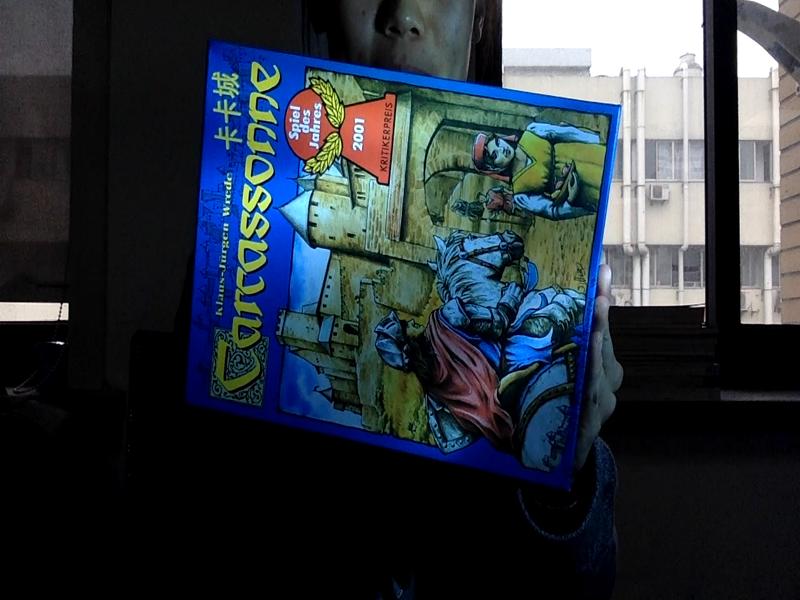 Klaus-Jürgen Wrede
卡卡城
Carcassonne
Spiel
des
Jahres
2001
KRITIKERPREIS